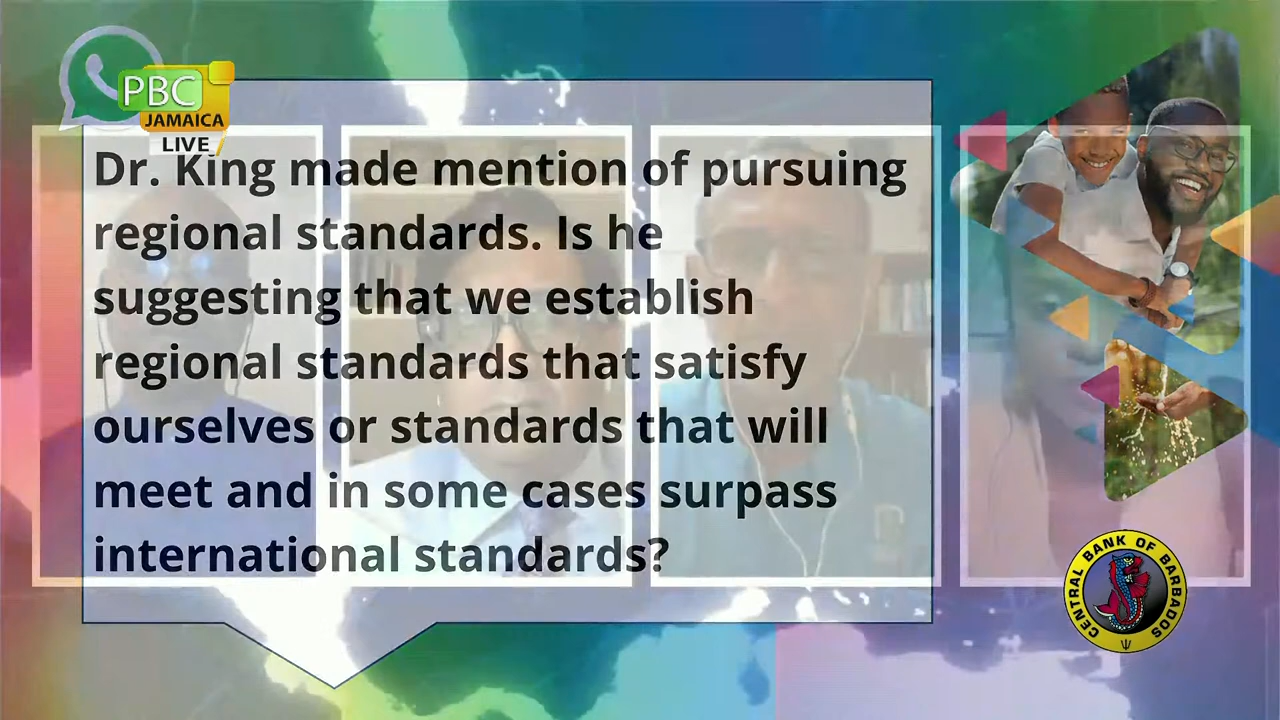 PBC
JAMAICA
LIVE
Dr. King made mention of pursuing
regional standards. Is he
suggesting that we establish
regional standards that satisfy
ourselves or standards that will
meet and in some cases surpass
international standards?
CENTRAL BANK OF BARBADOS